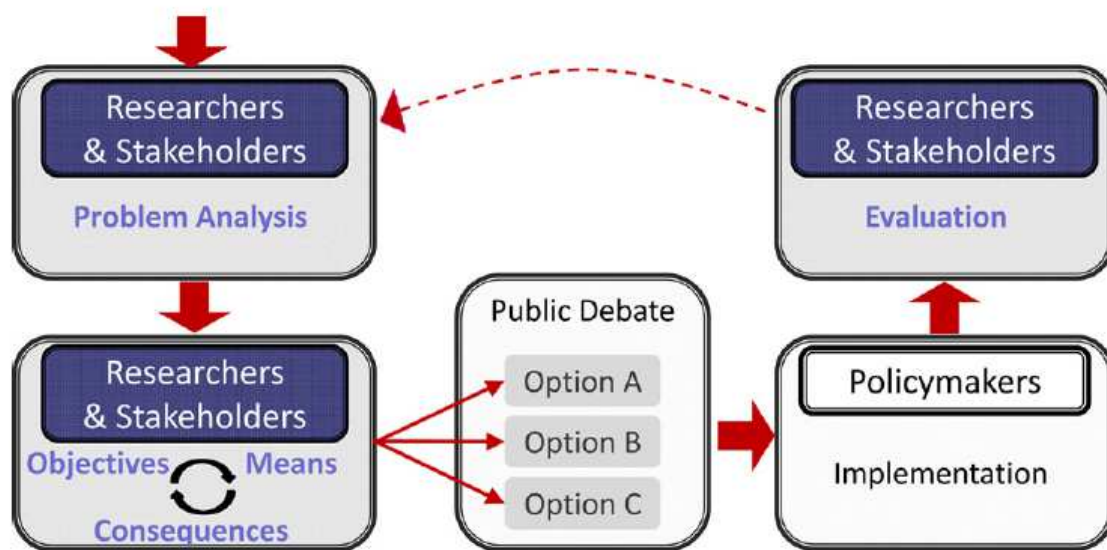 Researchers
& Stakeholders
Problem Analysis
Researchers
& Stakeholders
Objectives Means
Consequences
Public Debate
Option A
Option B
Option C
Policymakers
Implementation
Researchers
& Stakeholders
Evaluation